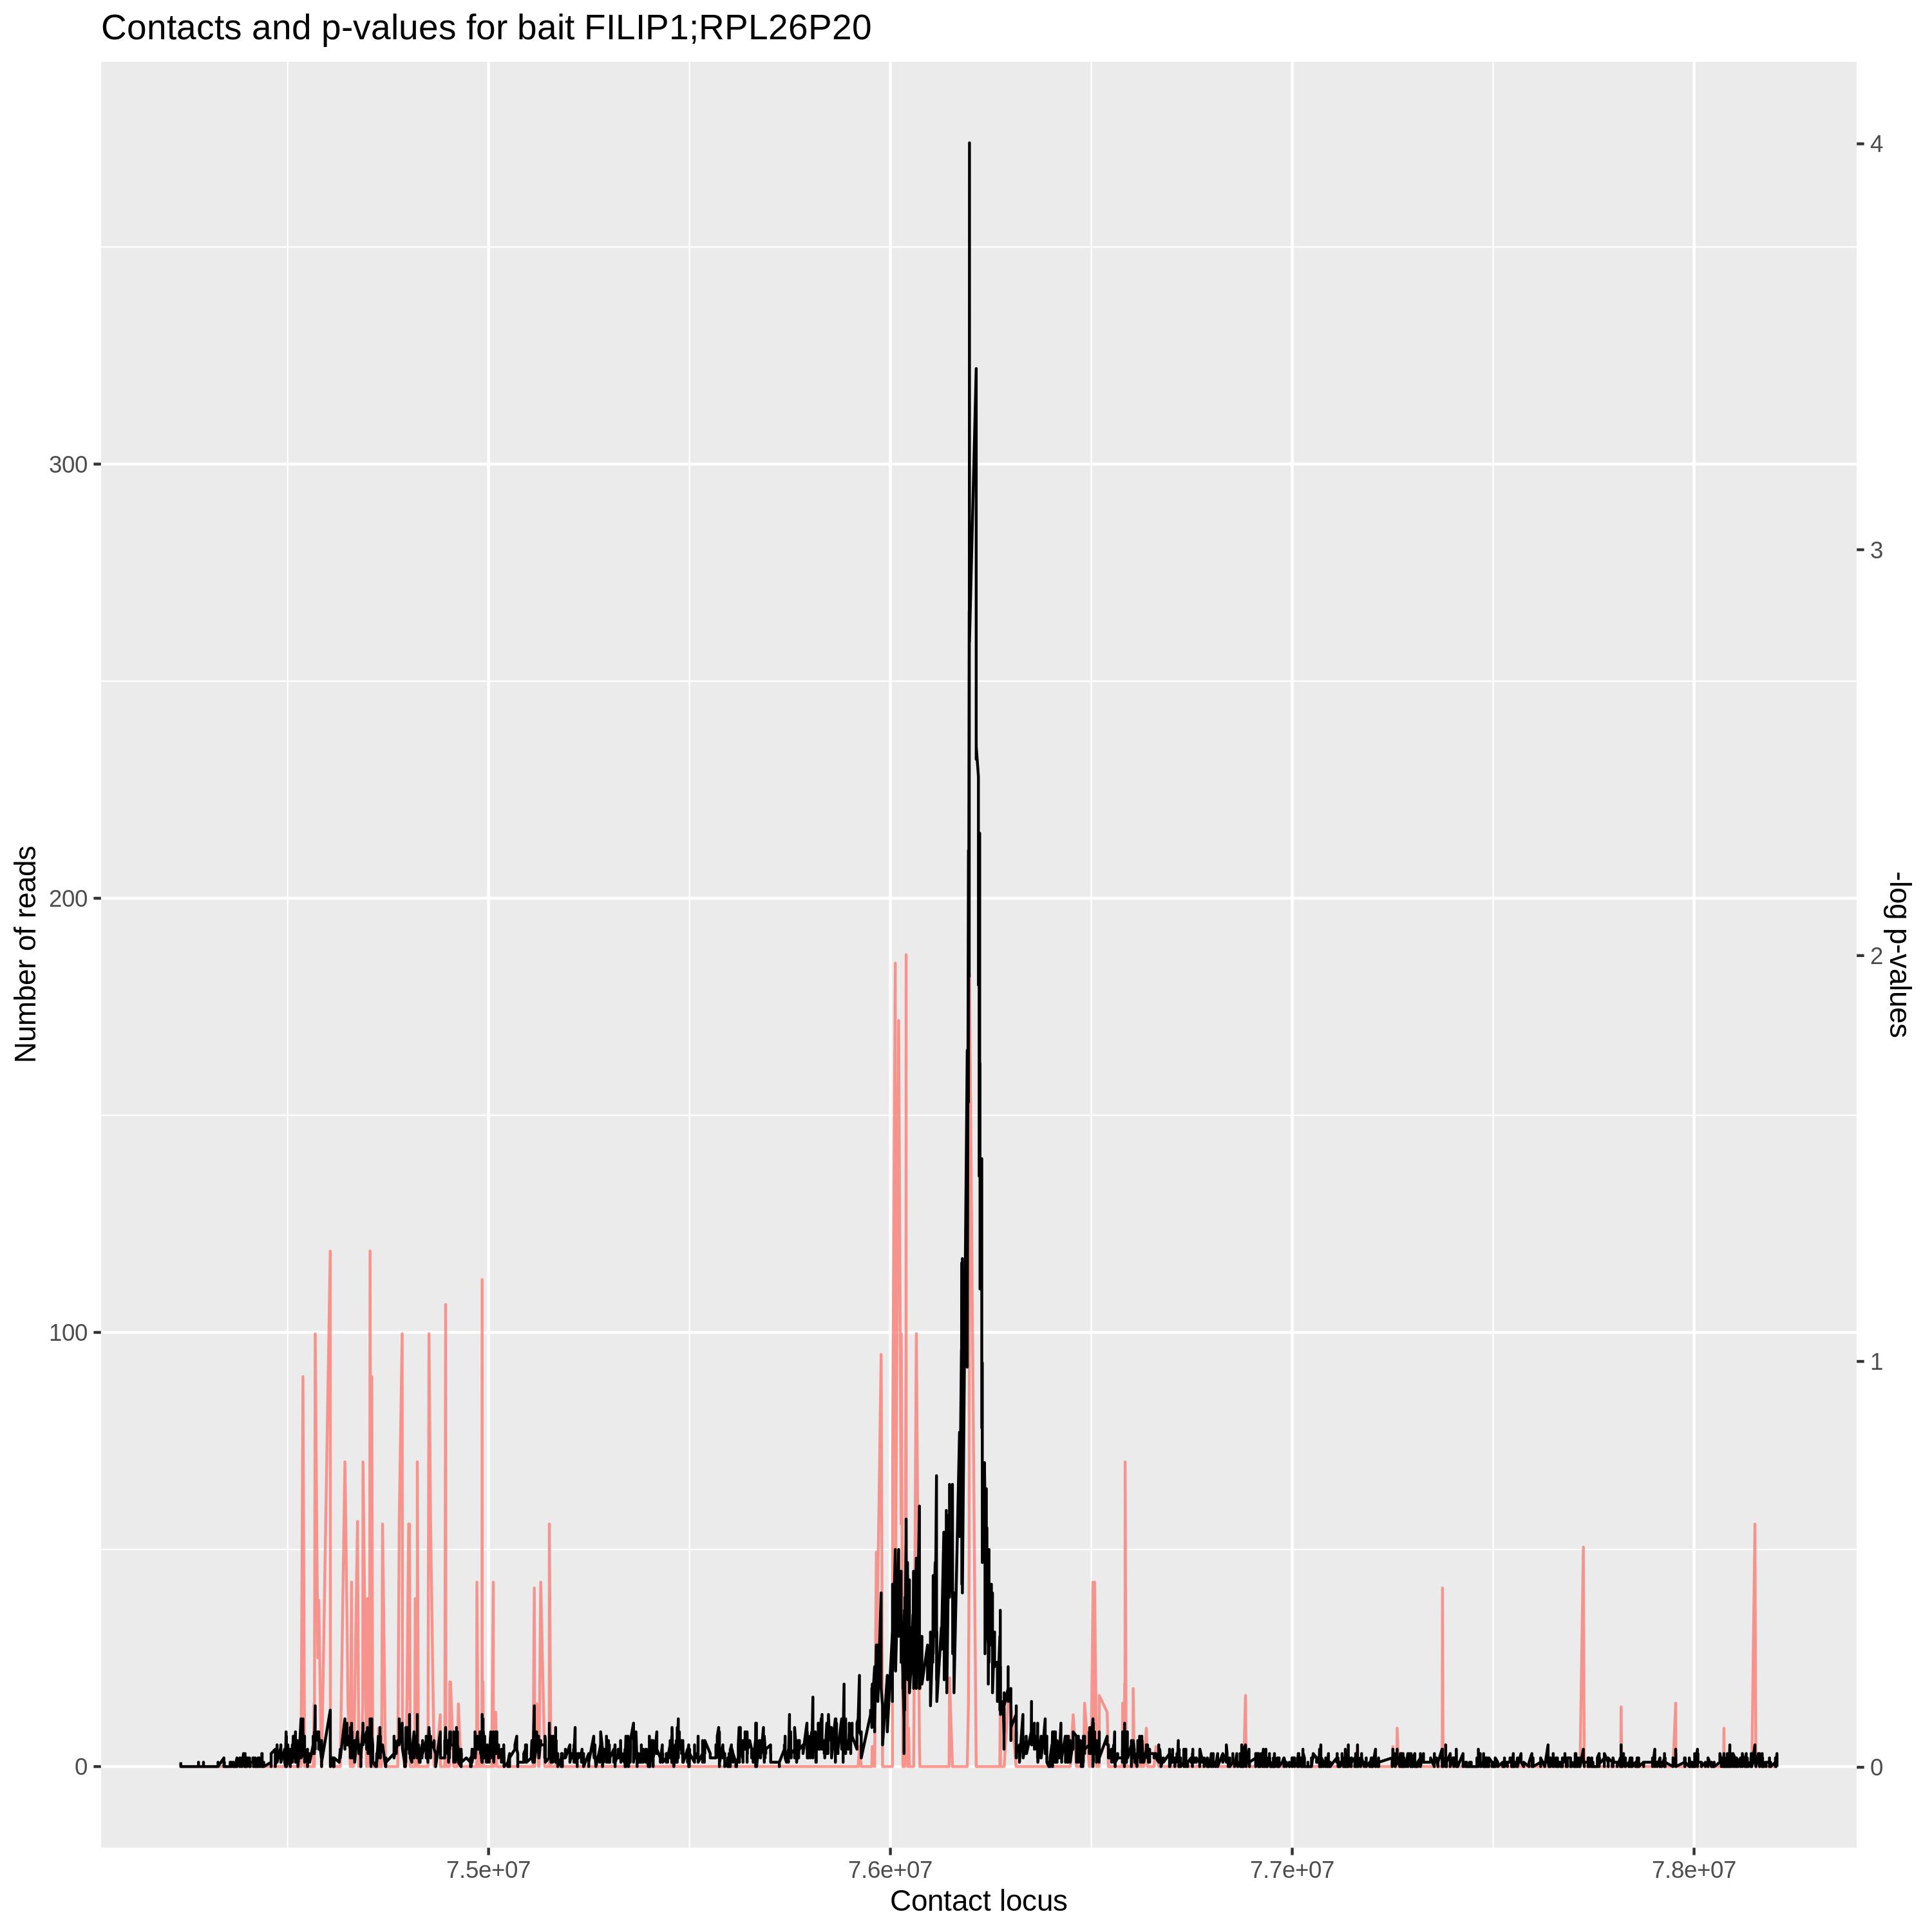 Contacts and p-values for bait FILIP1;RPL26P20
4
3
300
200
2
Number of reads
-log p-values
100
1
0
0
7.5e+07
7.6e+07
7.7e+07
7.8e+07
Contact locus